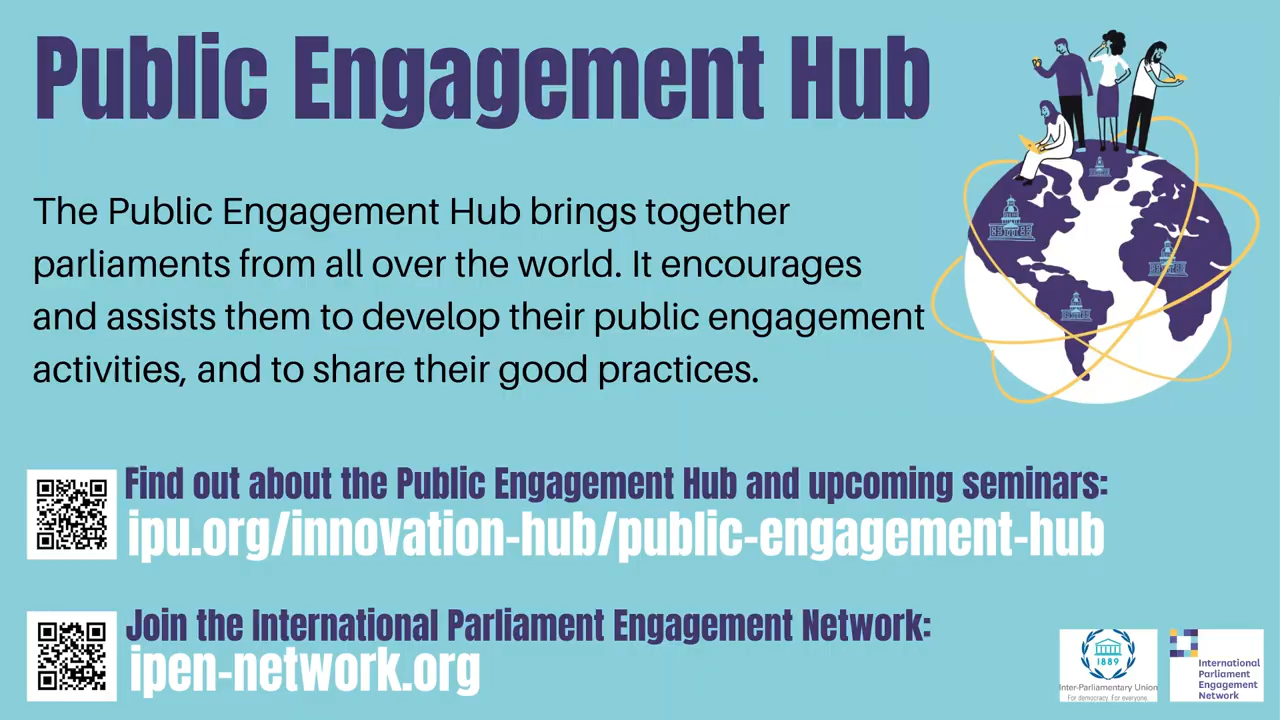 Public Engagement Hub
The Public Engagement Hub brings together
parliaments from all over the world. It encourages
and assists them to develop their public engagement
activities, and to share their good practices.
Find out about the Public Engagement Hub and upcoming seminars:
ipu.org/innovation-hub/public-engagement-hub
Join the International Parliament Engagement Network:
ipen-network.org
1889
Inter-Parliamentary Union
For democracy. For everyone.
International
Parliament
Engagement
Network